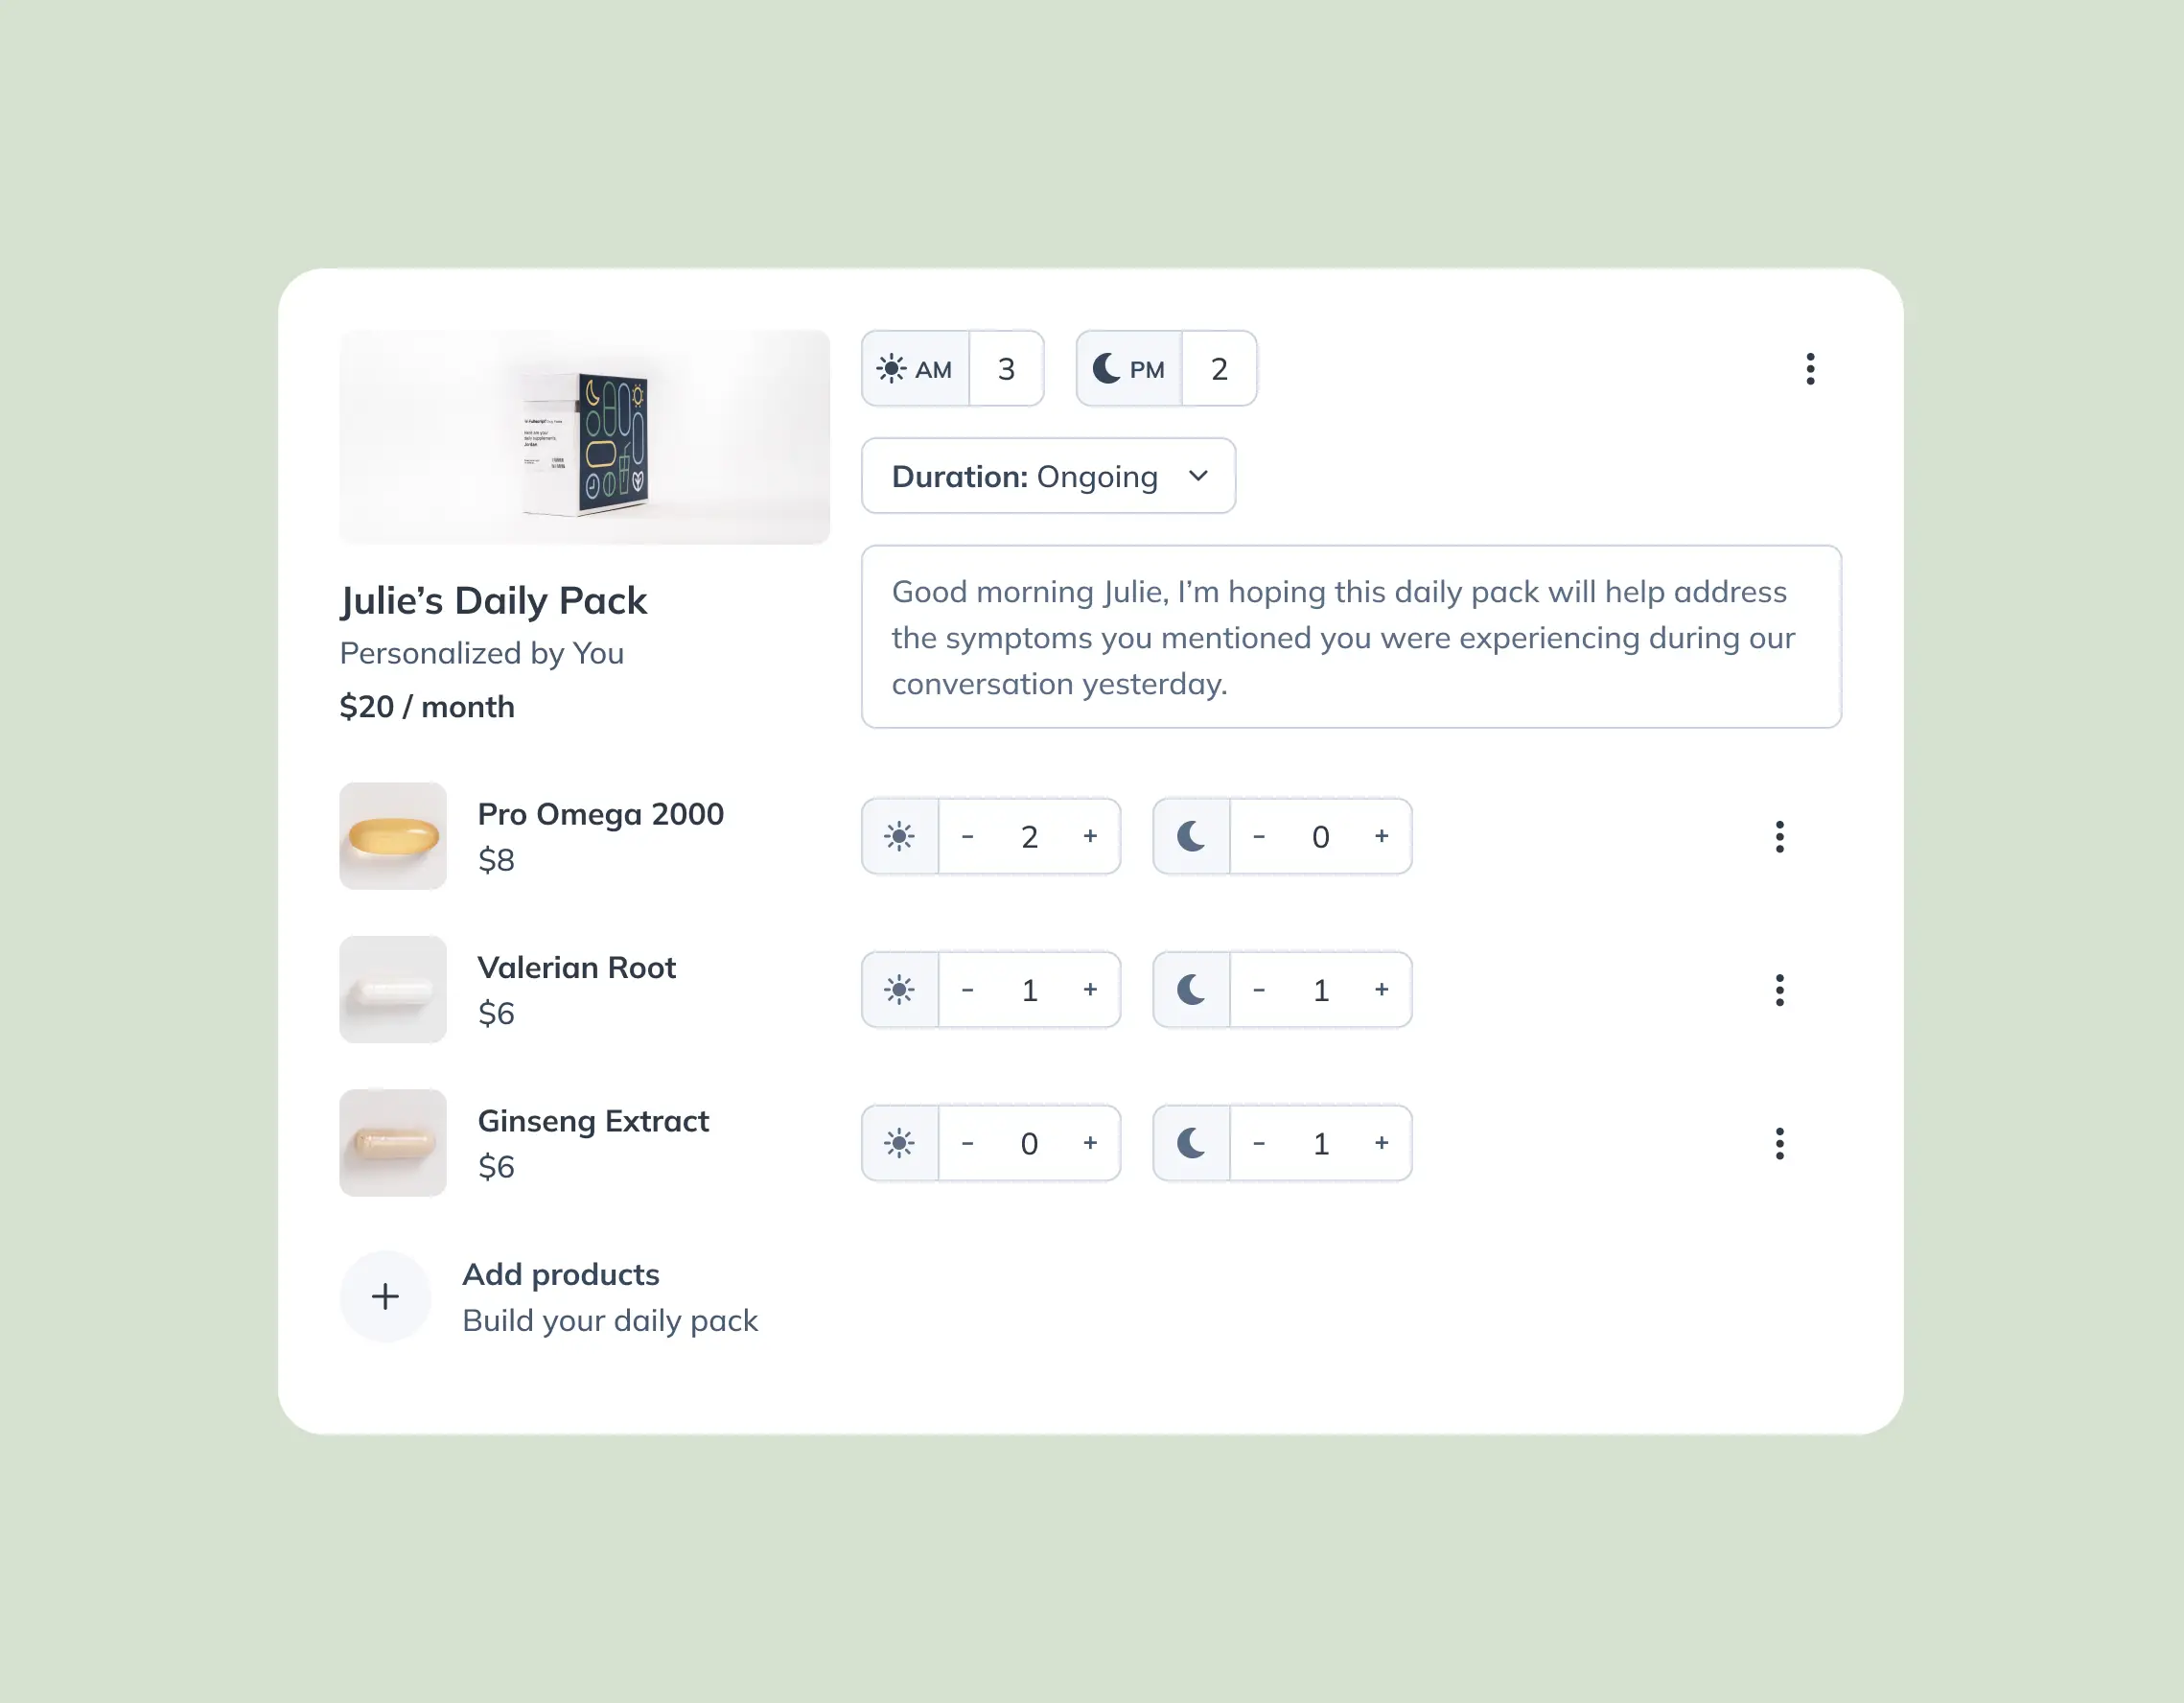 AM 3 PM 2
Duration: Ongoing
Good morning Julie, I’m hoping this daily pack will help address
the symptoms you mentioned you were experiencing during our
conversation yesterday.
Julie’s Daily Pack
Personalized by You
$20 / month
Pro Omega 2000
$8
- 2 + - 0 +
Valerian Root
$6
- 1 + - 1 +
Ginseng Extract
$6
- 0 + - 1 +
+
Add products
Build your daily pack